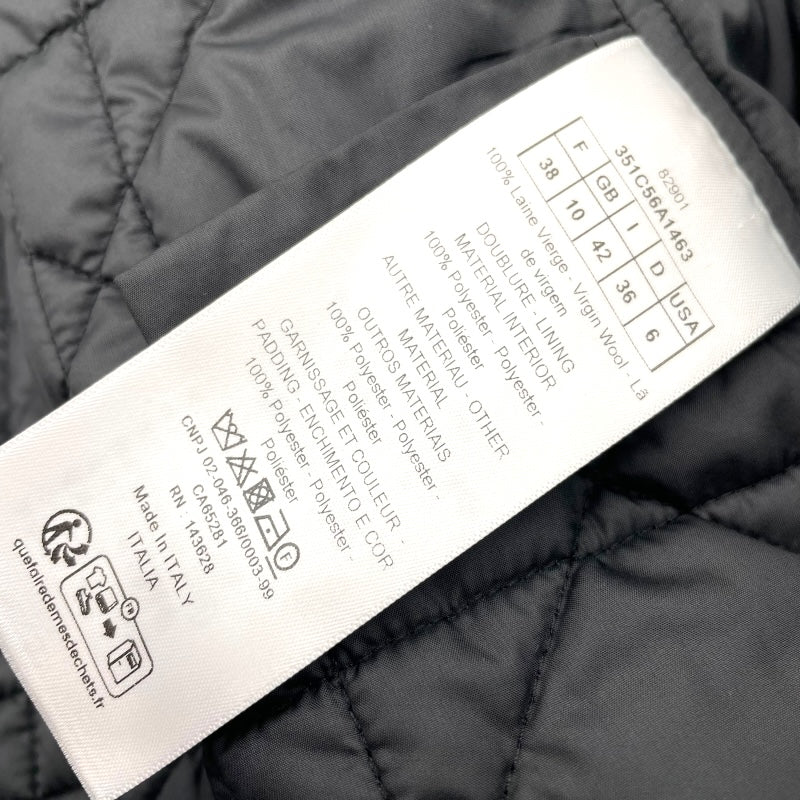 82901
351C56A1463
F GB I D USA
38 10 42 36 6
100% Laine Vierge - Virgin Wool - Lã
de virgem
DOUBLURE - LINING
MATERIAL INTERIOR
100% Polyester - Polyester -
Poliéster
AUTRE MATERIAU - OTHER
MATERIAL
OUTROS MATERIAIS
100% Polyester - Polyester -
Poliéster
GARNISSAGE ET COULEUR -
PADDING - ENCHIMENTO E COR
100% Polyester - Polyester -
Poliéster
F
CNPJ 02-046-366/0003-99
CA65281
RN : 143628
Made In ITALY
ITALIA
FR
quefairedemesdechets.fr